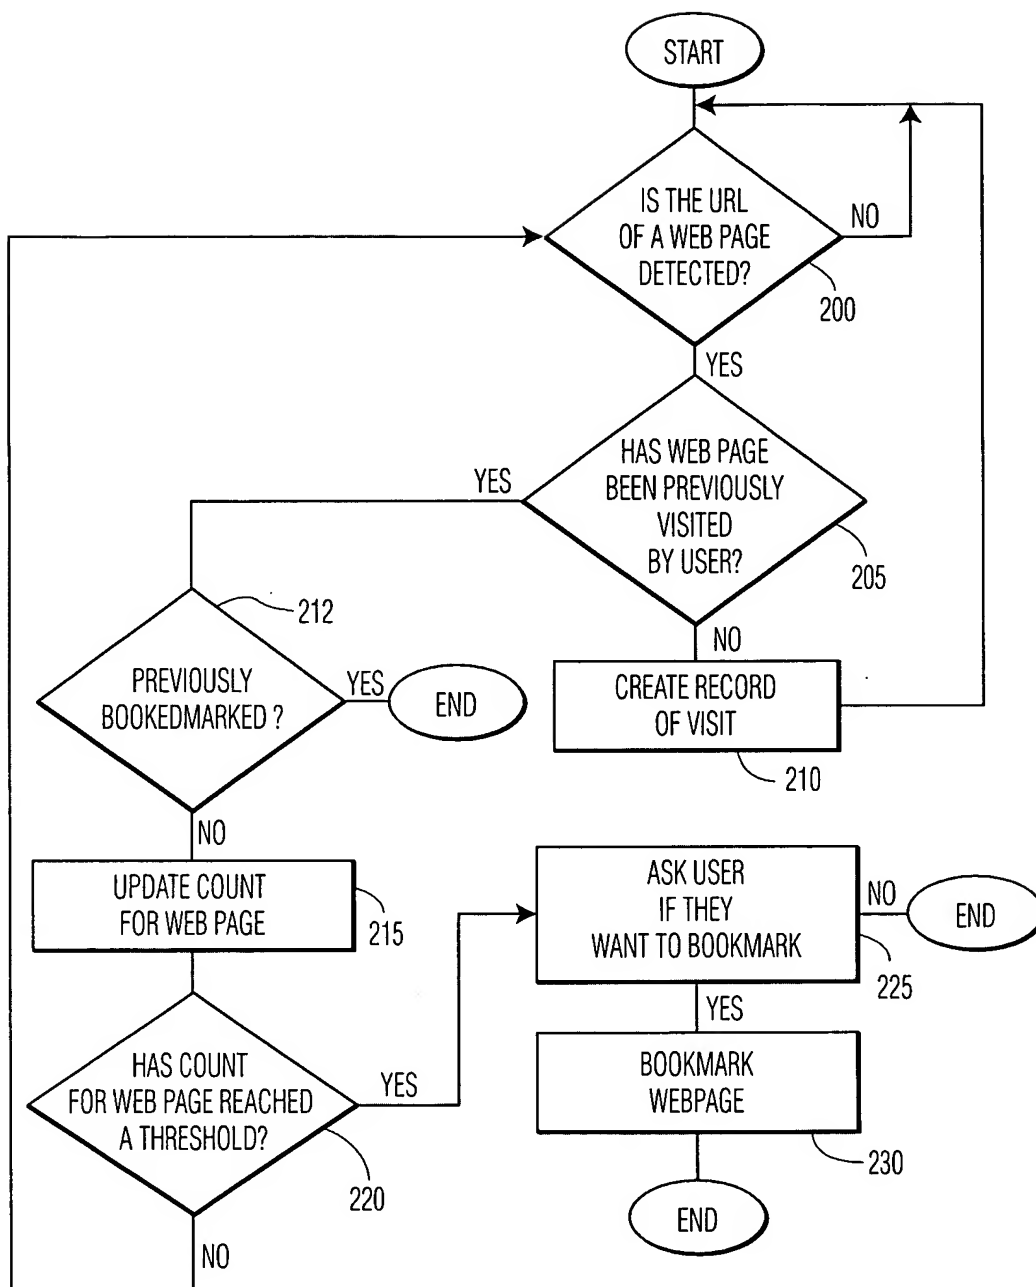 START
IS THE URL
OF A WEB PAGE
DETECTED?
NO
200
YES
HAS WEB PAGE
BEEN PREVIOUSLY
VISITED
BY USER?
YES
205
NO
212
PREVIOUSLY
BOOKEDMARKED ?
YES
END
CREATE RECORD
OF VISIT
210
NO
UPDATE COUNT
FOR WEB PAGE
215
ASK USER
IF THEY
WANT TO BOOKMARK
NO
END
225
YES
HAS COUNT
FOR WEB PAGE REACHED
A THRESHOLD?
YES
220
BOOKMARK
WEBPAGE
230
END
NO